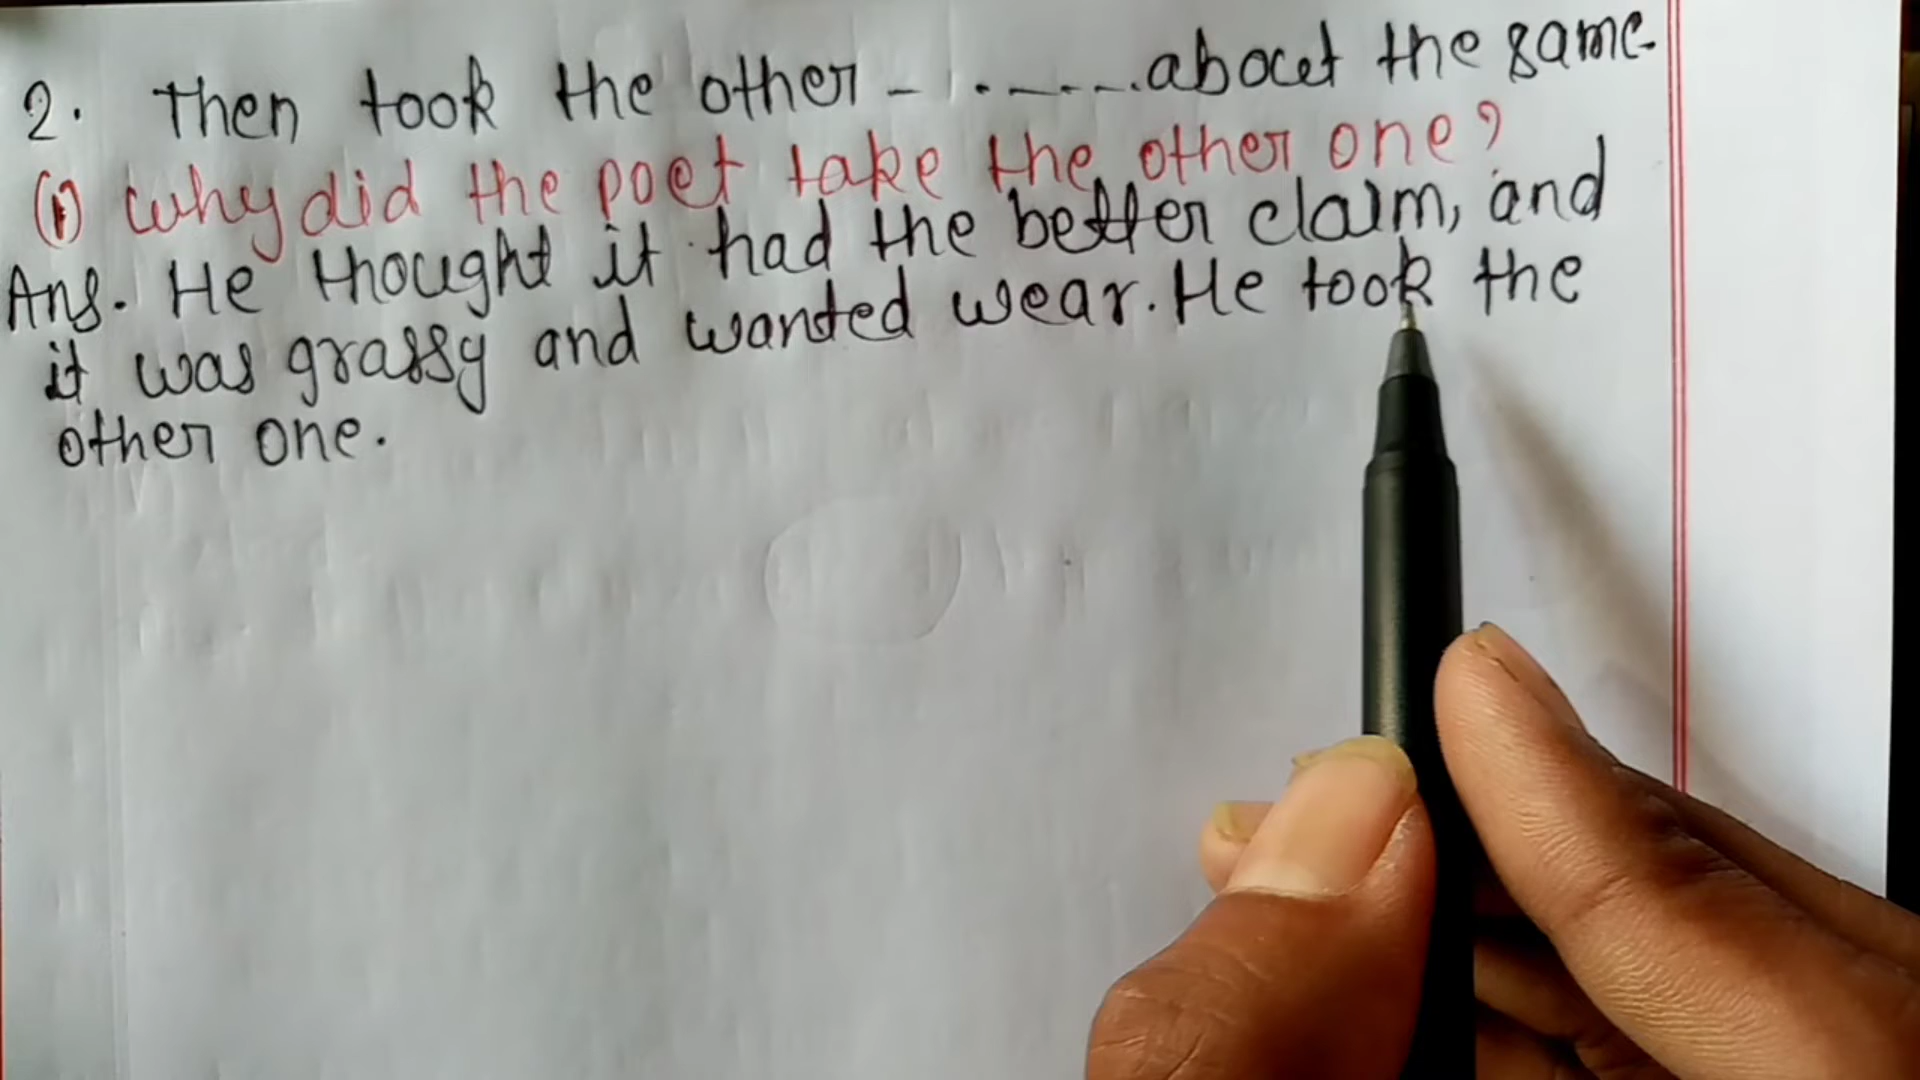 2. Then took the other - . - - - . about the same
(i) Why did the poet take the other one?
Ans. He thought it had the better claim, and
it was grassy and wanted wear. He took the
other one.